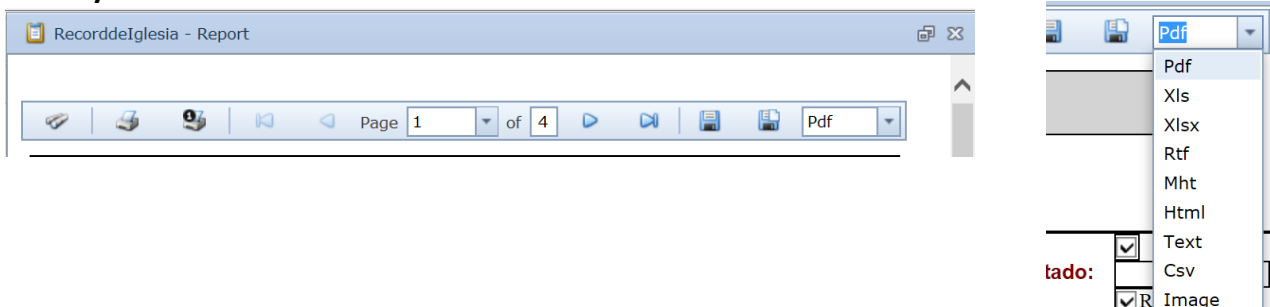 RecorddeIglesia - Report
Page 1 of 4 Pdf
Pdf
Pdf
Xls
Xlsx
Rtf
Mht
Html
Text
tado:
Csv
R
Image